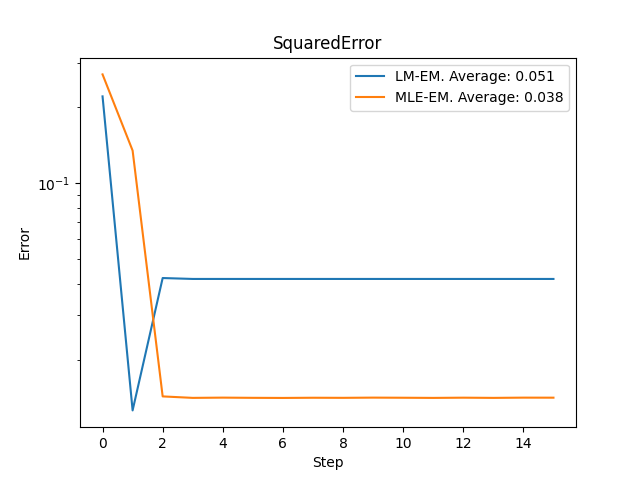 SquaredError
LM-EM. Average: 0.051
MLE-EM. Average: 0.038
10⁻¹
Error
0 2 4 6 8 10 12 14
Step